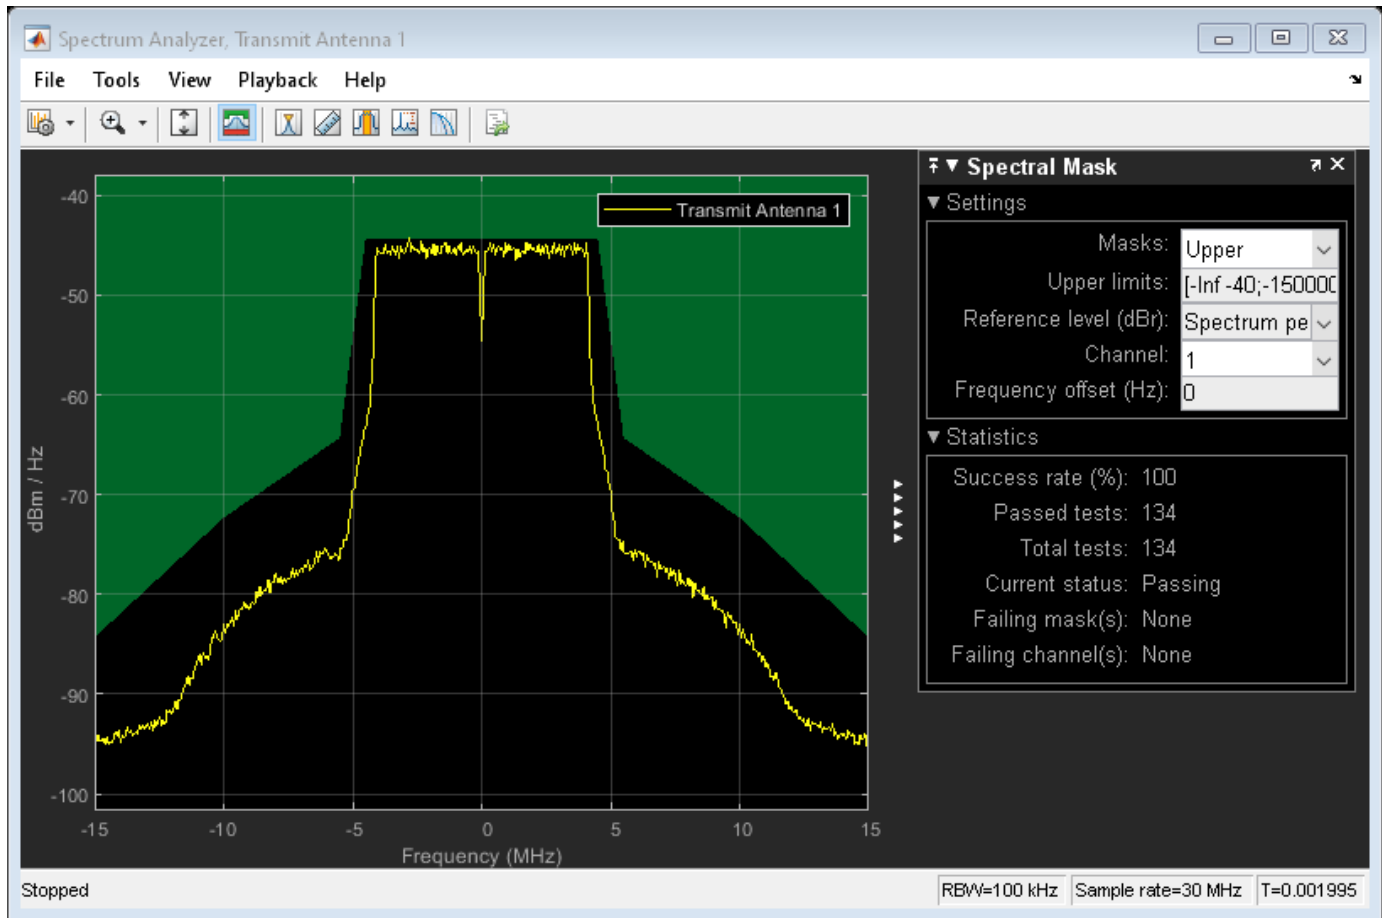 Spectrum Analyzer, Transmit Antenna 1
File Tools View Playback Help
-40
-50
-60
-70
-80
-90
-100
dBm / Hz
Transmit Antenna 1
-15 -10 -5 0 5 10 15
Frequency (MHz)
Spectral Mask
Settings
Masks: Upper
Upper limits: [-Inf -40;-150000
Reference level (dBr): Spectrum pe
Channel: 1
Frequency offset (Hz): 0
Statistics
Success rate (%): 100
Passed tests: 134
Total tests: 134
Current status: Passing
Failing mask(s): None
Failing channel(s): None
Stopped
RBW=100 kHz Sample rate=30 MHz T=0.001995